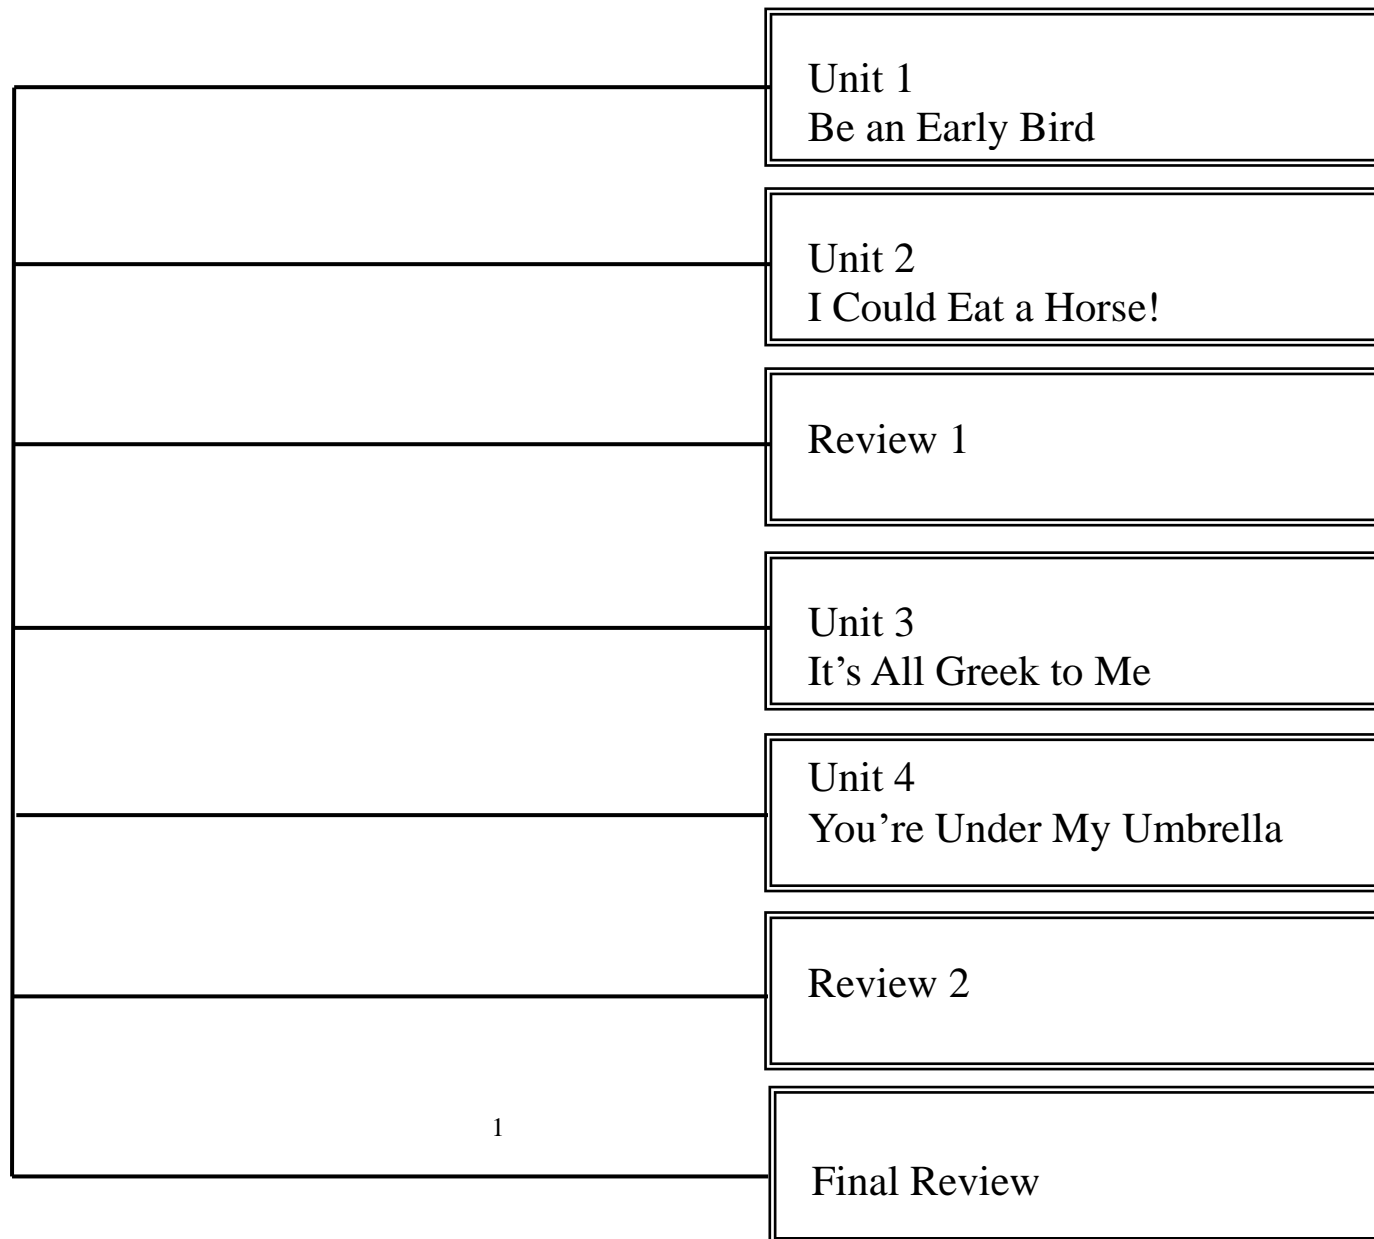 Unit 1
Be an Early Bird
Unit 2
I Could Eat a Horse!
Review 1
Unit 3
It’s All Greek to Me
Unit 4
You’re Under My Umbrella
Review 2
1
Final Review